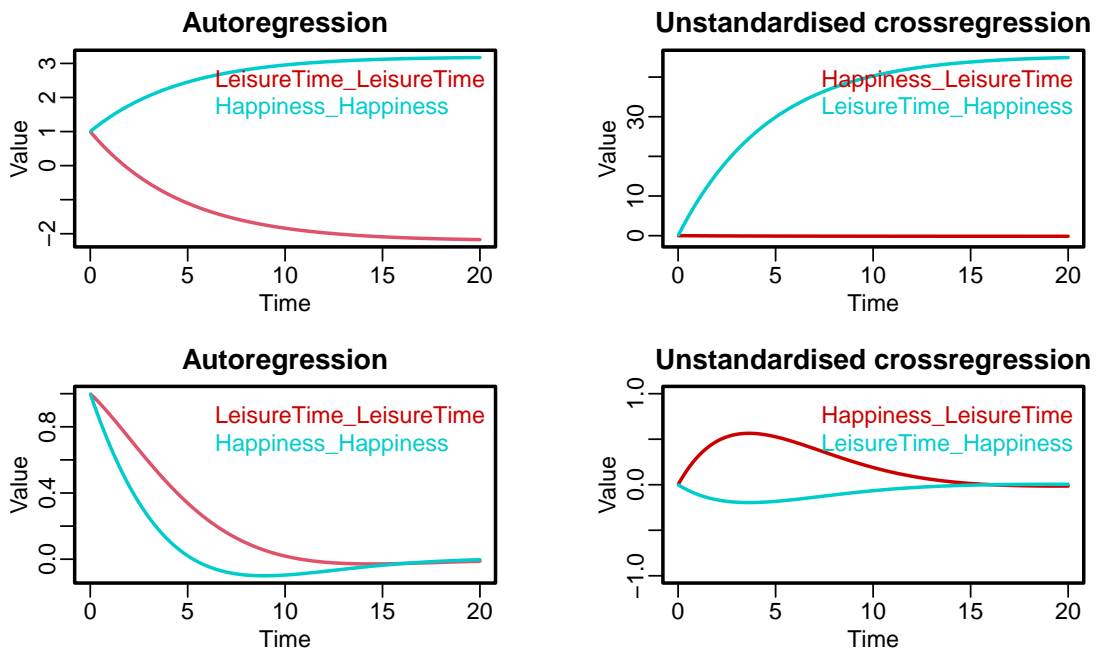 Autoregression
Value
3
2
1
0
−2
LeisureTime_LeisureTime
Happiness_Happiness
0 5 10 15 20
Time
Unstandardised crossregression
Value
30
10
0
Happiness_LeisureTime
LeisureTime_Happiness
0 5 10 15 20
Time
Autoregression
Value
0.8
0.4
0.0
LeisureTime_LeisureTime
Happiness_Happiness
0 5 10 15 20
Time
Unstandardised crossregression
Value
1.0
0.0
−1.0
Happiness_LeisureTime
LeisureTime_Happiness
0 5 10 15 20
Time